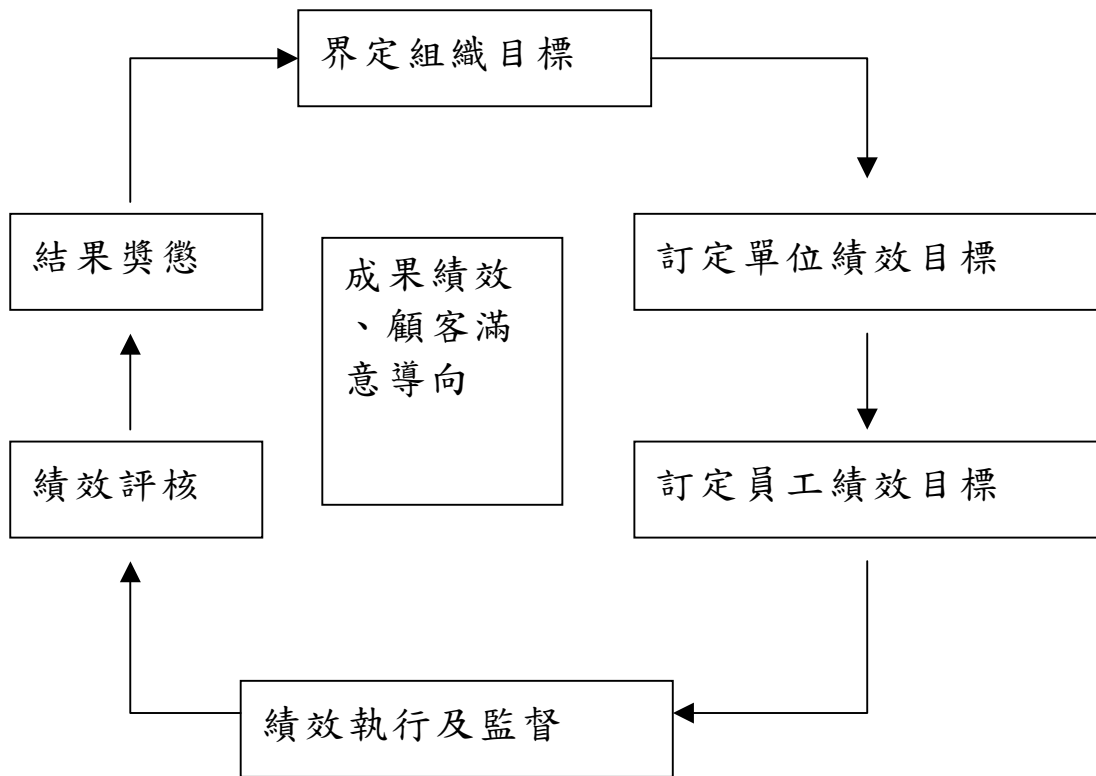 界定組織目標
結果獎懲
成果績效
、顧客滿
意導向
訂定單位績效目標
績效評核
訂定員工績效目標
績效執行及監督